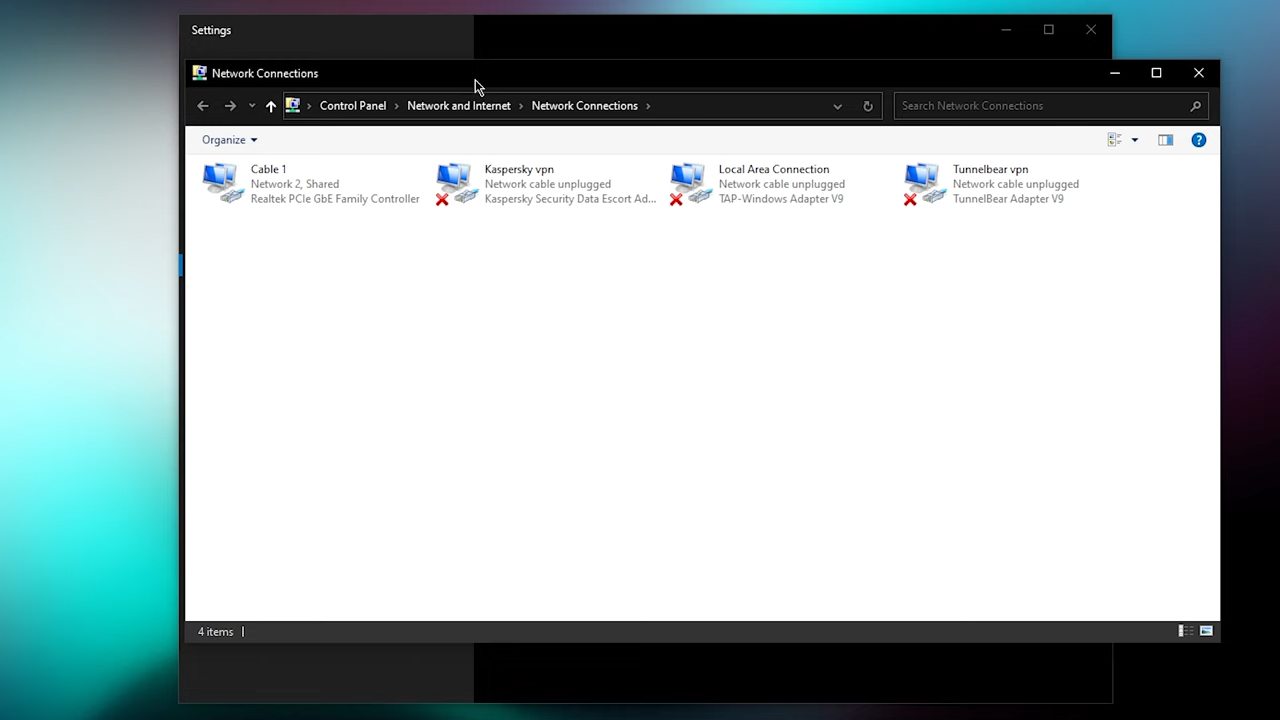 Settings
Network Connections
Control Panel > Network and Internet > Network Connections >
Search Network Connections
Organize
Cable 1
Network 2, Shared
Realtek PCIe GbE Family Controller
Kaspersky vpn
Network cable unplugged
Kaspersky Security Data Escort Ad...
Local Area Connection
Network cable unplugged
TAP-Windows Adapter V9
Tunnelbear vpn
Network cable unplugged
TunnelBear Adapter V9
4 items